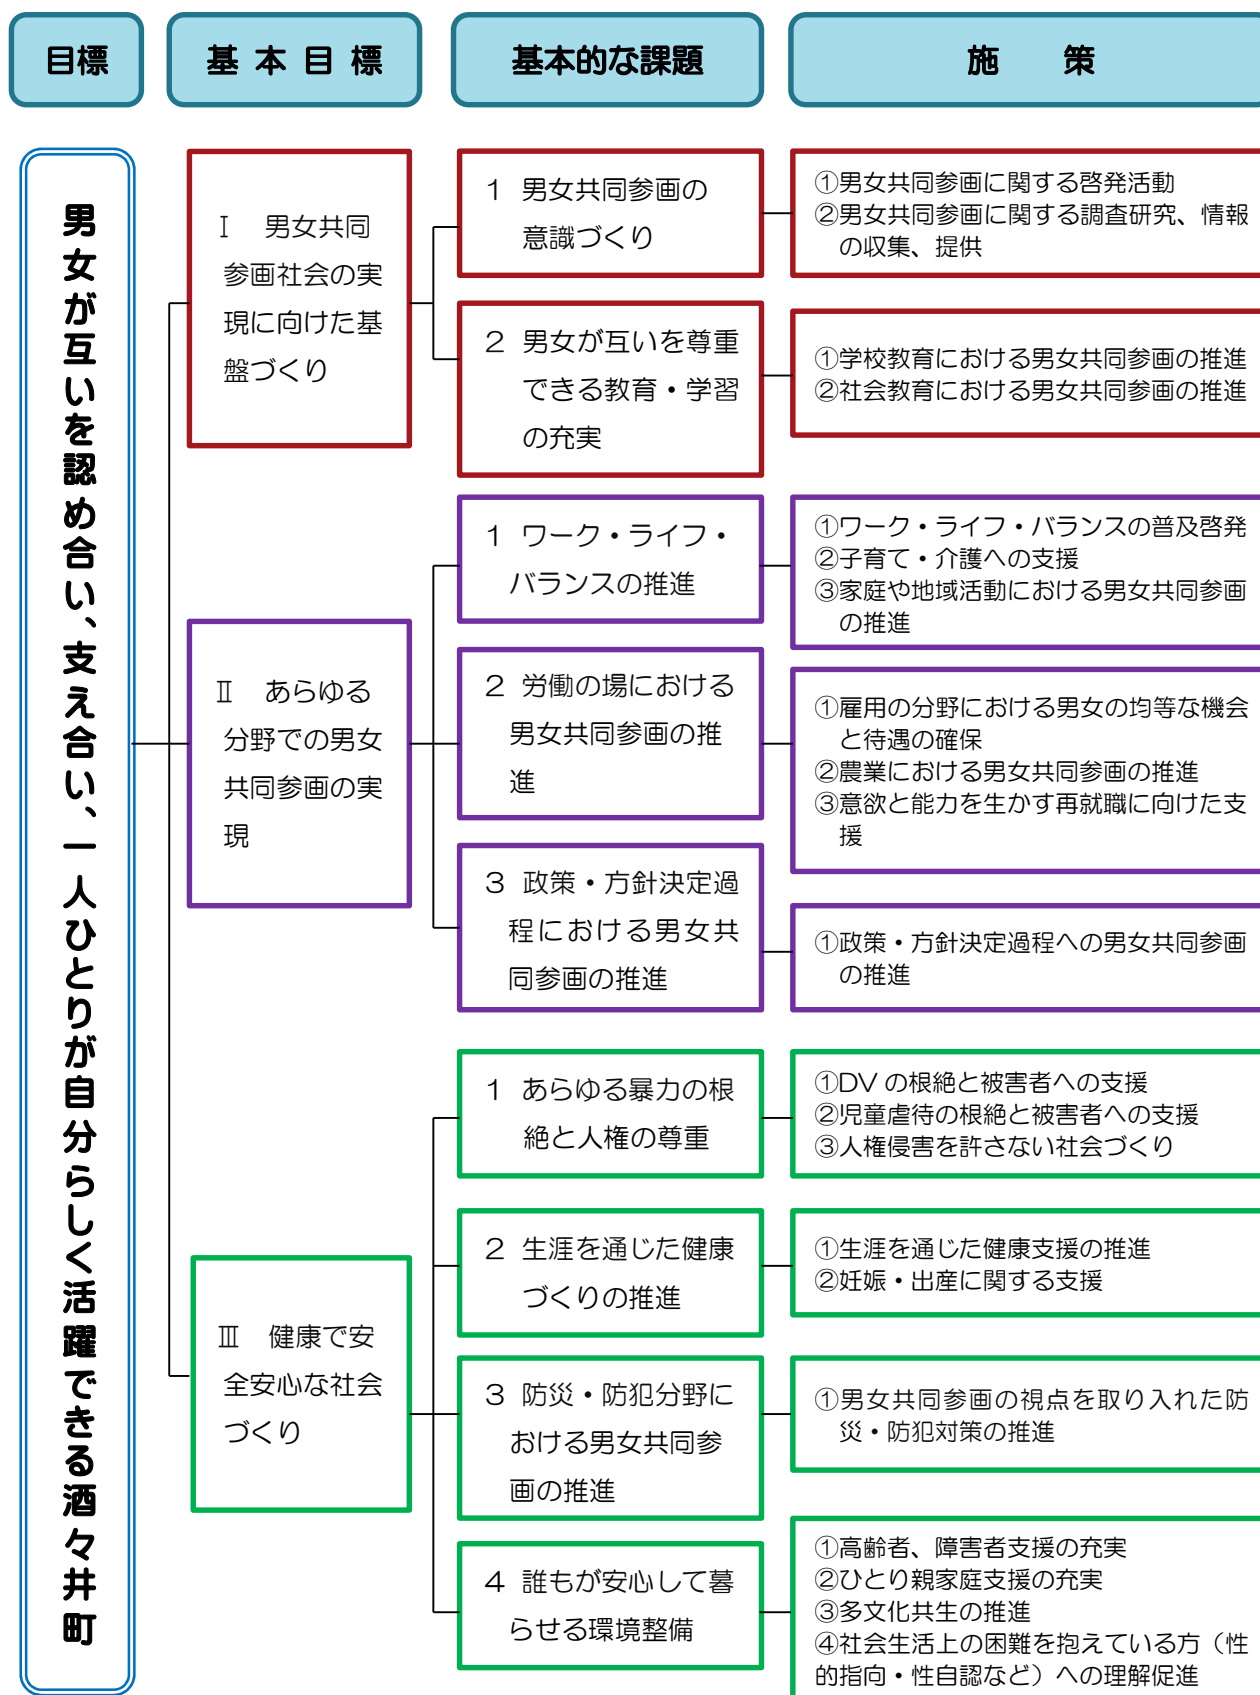 目標
基本目標
基本的な課題
施策
男女が互いを認め合い、支え合い、一人ひとりが自分らしく活躍できる酒々井町
Ⅰ 男女共同
参画社会の実
現に向けた基
盤づくり
1 男女共同参画の
意識づくり
①男女共同参画に関する啓発活動
②男女共同参画に関する調査研究、情報
の収集、提供
2 男女が互いを尊重
できる教育・学習
の充実
①学校教育における男女共同参画の推進
②社会教育における男女共同参画の推進
Ⅱ あらゆる
分野での男女
共同参画の実
現
1 ワーク・ライフ・
バランスの推進
①ワーク・ライフ・バランスの普及啓発
②子育て・介護への支援
③家庭や地域活動における男女共同参画
の推進
2 労働の場における
男女共同参画の推
進
①雇用の分野における男女の均等な機会
と待遇の確保
②農業における男女共同参画の推進
③意欲と能力を生かす再就職に向けた支
援
3 政策・方針決定過
程における男女共
同参画の推進
①政策・方針決定過程への男女共同参画
の推進
Ⅲ 健康で安
全安心な社会
づくり
1 あらゆる暴力の根
絶と人権の尊重
①DV の根絶と被害者への支援
②児童虐待の根絶と被害者への支援
③人権侵害を許さない社会づくり
2 生涯を通じた健康
づくりの推進
①生涯を通じた健康支援の推進
②妊娠・出産に関する支援
3 防災・防犯分野に
おける男女共同参
画の推進
①男女共同参画の視点を取り入れた防
災・防犯対策の推進
4 誰もが安心して暮
らせる環境整備
①高齢者、障害者支援の充実
②ひとり親家庭支援の充実
③多文化共生の推進
④社会生活上の困難を抱えている方（性
的指向・性自認など）への理解促進